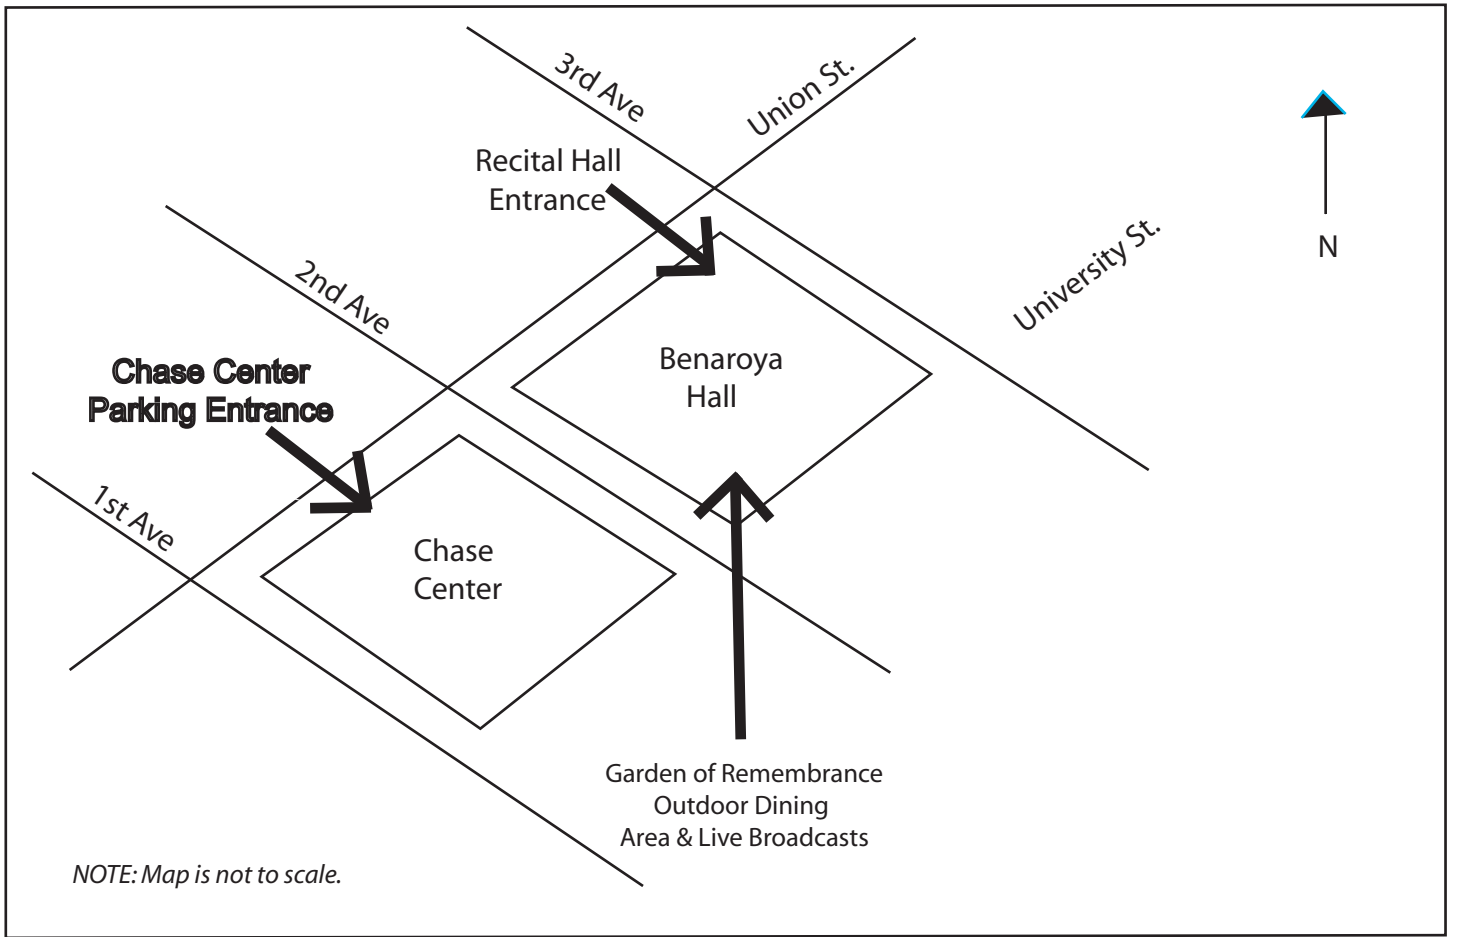 3rd Ave
Union St.
Recital Hall
Entrance
University St.
N
2nd Ave
Benaroya
Hall
Chase Center
Parking Entrance
1st Ave
Chase
Center
Garden of Remembrance
Outdoor Dining
Area & Live Broadcasts
NOTE: Map is not to scale.